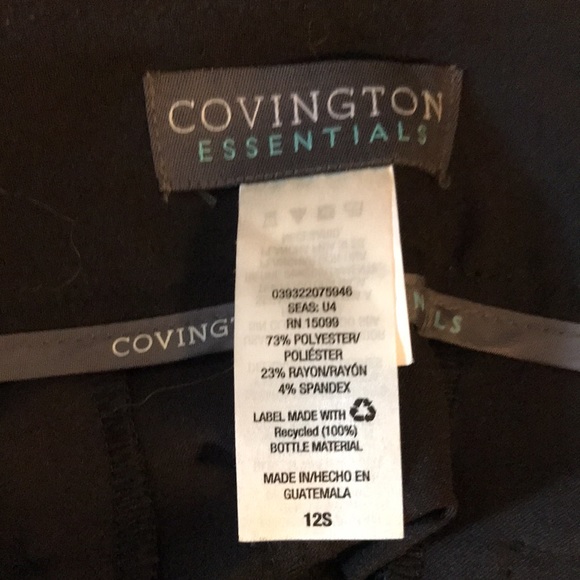 COVINGTON
ESSENTIALS
039322075946
SEAS: U4
RN 15099
73% POLYESTER/
POLIÉSTER
23% RAYON/RAYÓN
4% SPANDEX
LABEL MADE WITH
Recycled (100%)
BOTTLE MATERIAL
MADE IN/HECHO EN
GUATEMALA
12S
COVING
LS